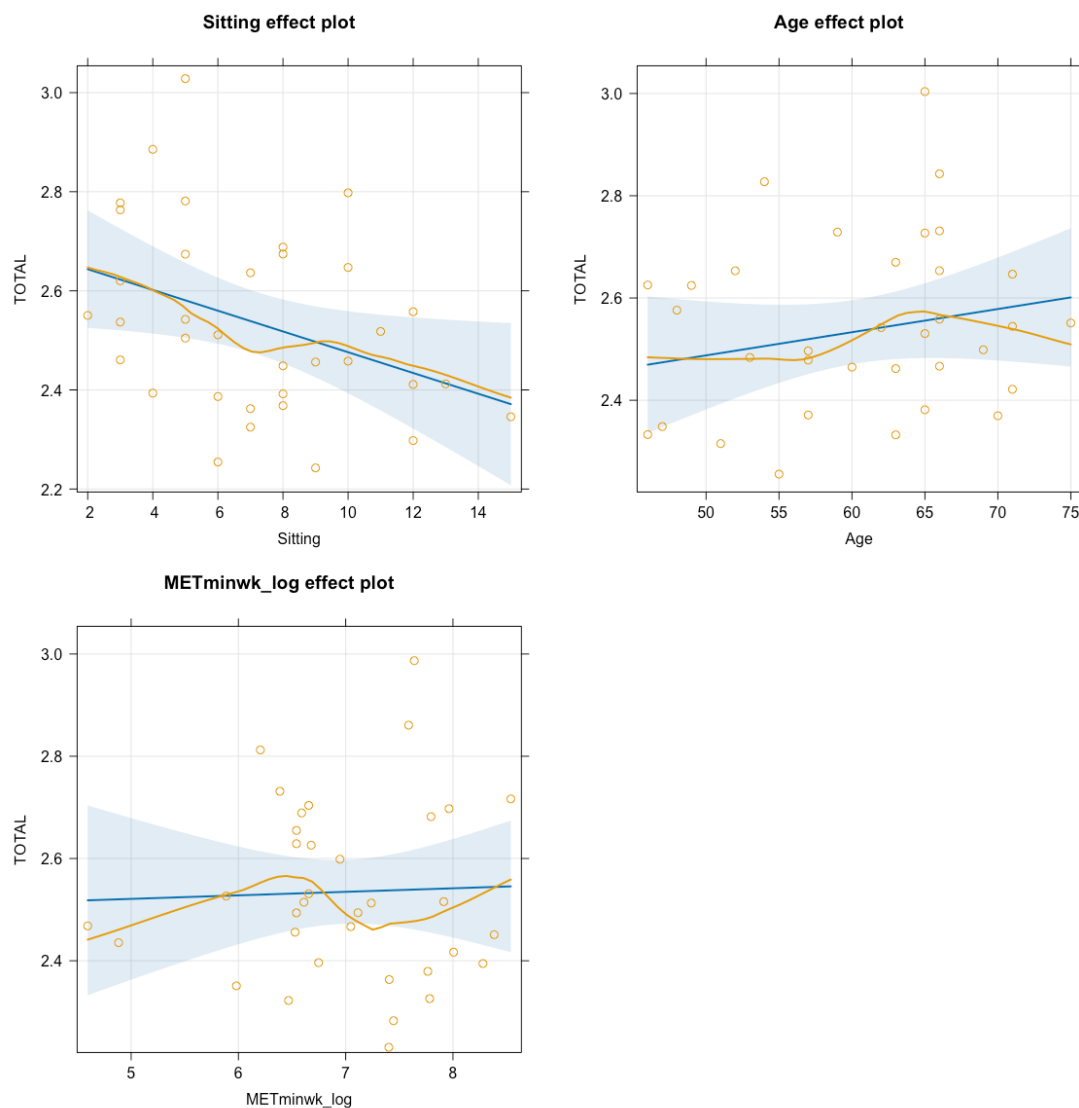 Sitting effect plot
TOTAL
3.0
2.8
2.6
2.4
2.2
2 4 6 8 10 12 14
Sitting
Age effect plot
TOTAL
3.0
2.8
2.6
2.4
50 55 60 65 70 75
Age
METminwk_log effect plot
TOTAL
3.0
2.8
2.6
2.4
5 6 7 8
METminwk_log